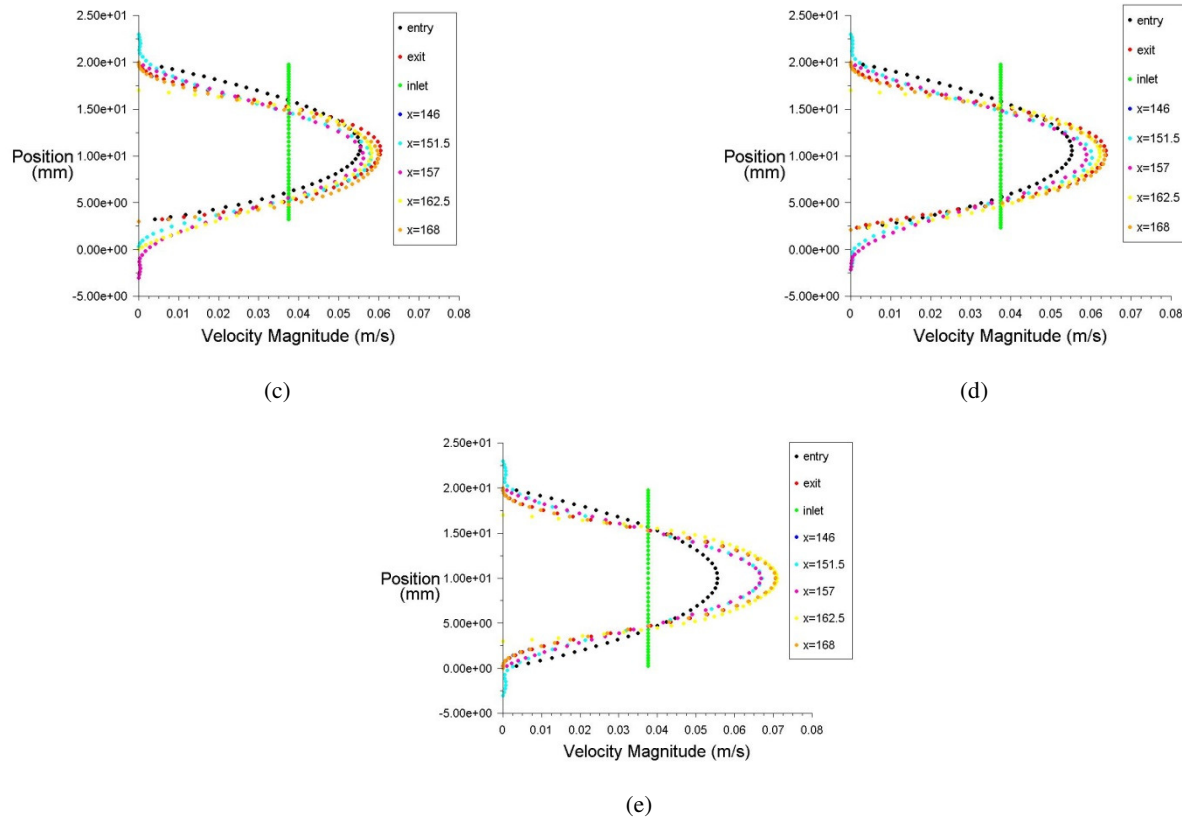 2.50e+01
2.00e+01
1.50e+01
Position
(mm)
1.00e+01
5.00e+00
0.00e+00
-5.00e+00
0 0.01 0.02 0.03 0.04 0.05 0.06 0.07 0.08
Velocity Magnitude (m/s)
entry
exit
inlet
x=146
x=151.5
x=157
x=162.5
x=168
(c)
2.50e+01
2.00e+01
1.50e+01
Position
(mm)
1.00e+01
5.00e+00
0.00e+00
-5.00e+00
0 0.01 0.02 0.03 0.04 0.05 0.06 0.07 0.08
Velocity Magnitude (m/s)
entry
exit
inlet
x=146
x=151.5
x=157
x=162.5
x=168
(d)
2.50e+01
2.00e+01
1.50e+01
Position
(mm)
1.00e+01
5.00e+00
0.00e+00
-5.00e+00
0 0.01 0.02 0.03 0.04 0.05 0.06 0.07 0.08
Velocity Magnitude (m/s)
entry
exit
inlet
x=146
x=151.5
x=157
x=162.5
x=168
(e)